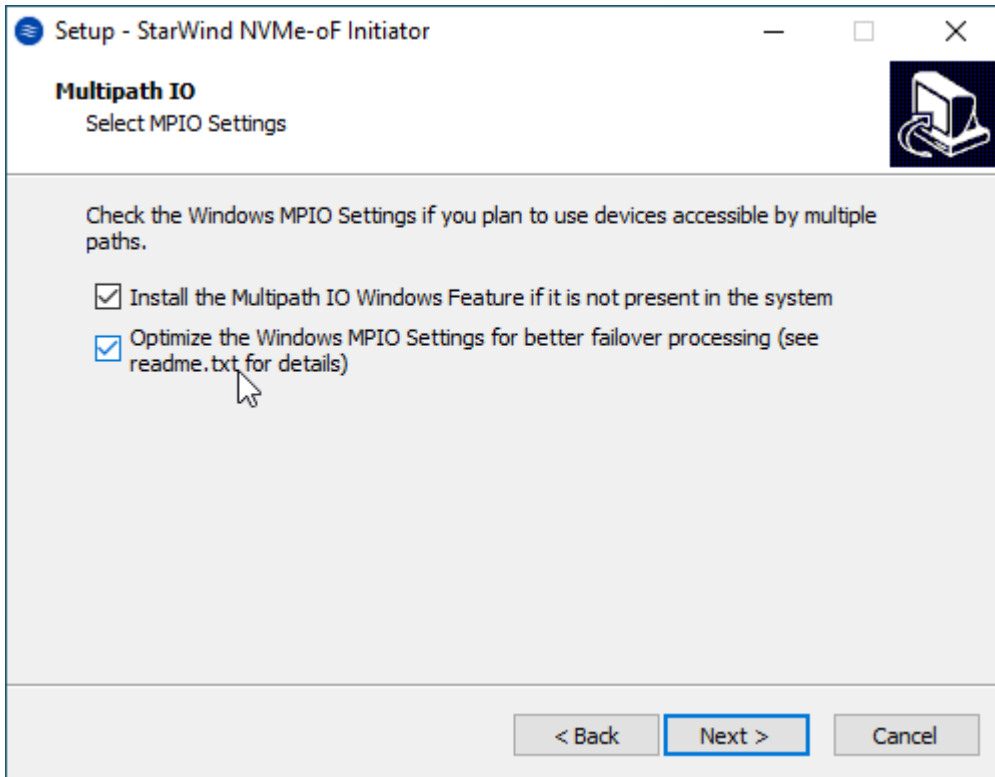 Setup - StarWind NVMe-oF Initiator
Multipath IO
Select MPIO Settings
Check the Windows MPIO Settings if you plan to use devices accessible by multiple
paths.
Install the Multipath IO Windows Feature if it is not present in the system
Optimize the Windows MPIO Settings for better failover processing (see
readme.txt for details)
< Back
Next >
Cancel